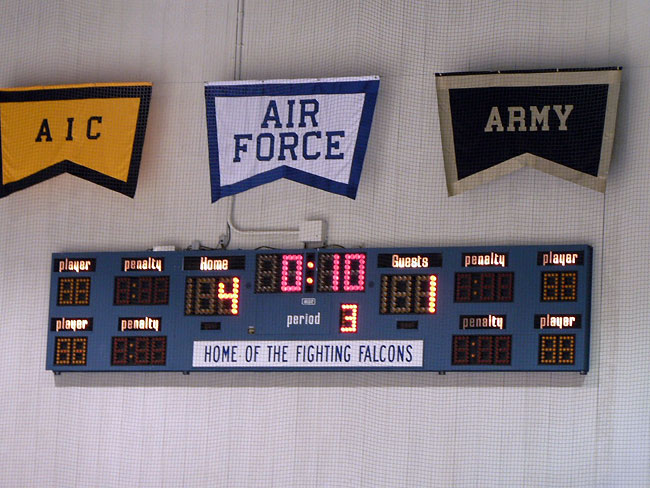 AIC
AIR
FORCE
ARMY
player penalty Home 0:10 Guests penalty player
4 1
period 3
player penalty penalty player
HOME OF THE FIGHTING FALCONS